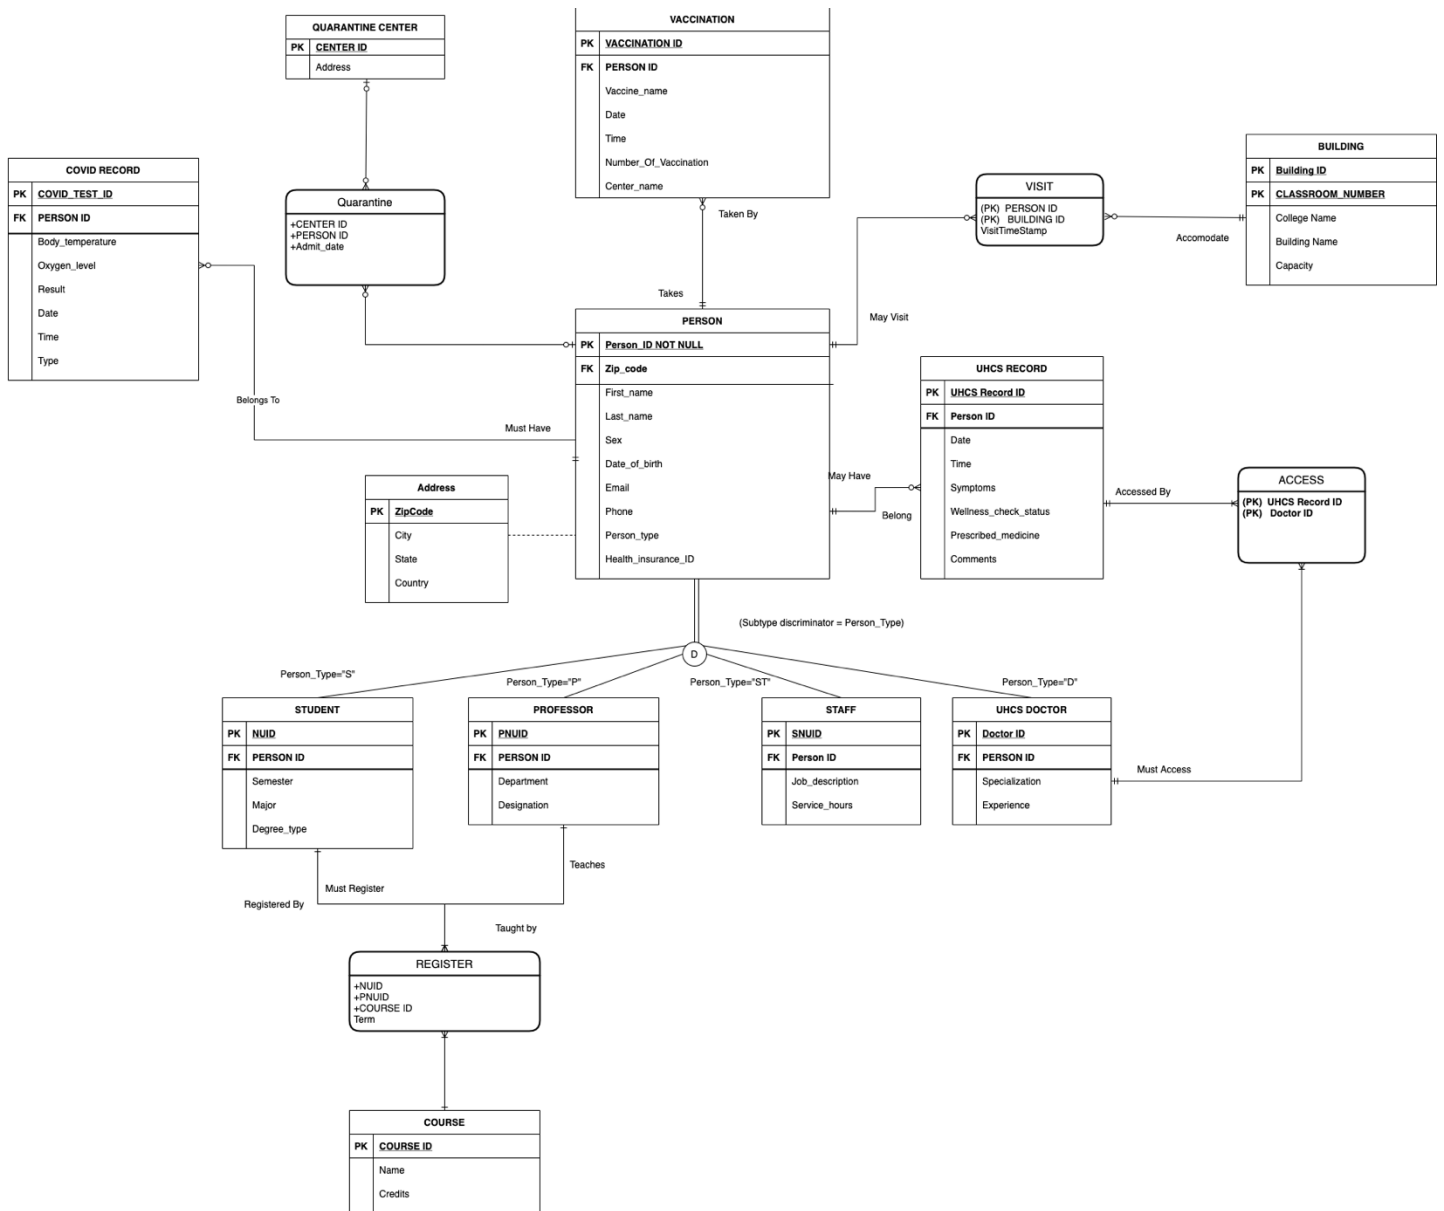 QUARANTINE CENTER
PK CENTER ID
Address
VACCINATION
PK VACCINATION ID
FK PERSON ID
Vaccine_name
Date
Time
Number_Of_Vaccination
Center_name
COVID RECORD
PK COVID_TEST_ID
FK PERSON ID
Body_temperature
Oxygen_level
Result
Date
Time
Type
Quarantine
+CENTER ID
+PERSON ID
+Admit_date
Taken By
Takes
VISIT
(PK) PERSON ID
(PK) BUILDING ID
VisitTimeStamp
Accomodate
BUILDING
PK Building ID
PK CLASSROOM_NUMBER
College Name
Building Name
Capacity
May Visit
PERSON
PK Person_ID NOT NULL
FK Zip_code
First_name
Last_name
Sex
Date_of_birth
Email
Phone
Person_type
Health_insurance_ID
Belongs To
Must Have
Address
PK ZipCode
City
State
Country
May Have
Belong
UHCS RECORD
PK UHCS Record ID
FK Person ID
Date
Time
Symptoms
Wellness_check_status
Prescribed_medicine
Comments
Accessed By
ACCESS
(PK) UHCS Record ID
(PK) Doctor ID
(Subtype discriminator = Person_Type)
D
Person_Type="S"
Person_Type="P"
Person_Type="ST"
Person_Type="D"
STUDENT
PK NUID
FK PERSON ID
Semester
Major
Degree_type
PROFESSOR
PK PNUID
FK PERSON ID
Department
Designation
STAFF
PK SNUID
FK Person ID
Job_description
Service_hours
UHCS DOCTOR
PK Doctor ID
FK PERSON ID
Specialization
Experience
Must Access
Teaches
Must Register
Registered By
Taught by
REGISTER
+NUID
+PNUID
+COURSE ID
Term
COURSE
PK COURSE ID
Name
Credits